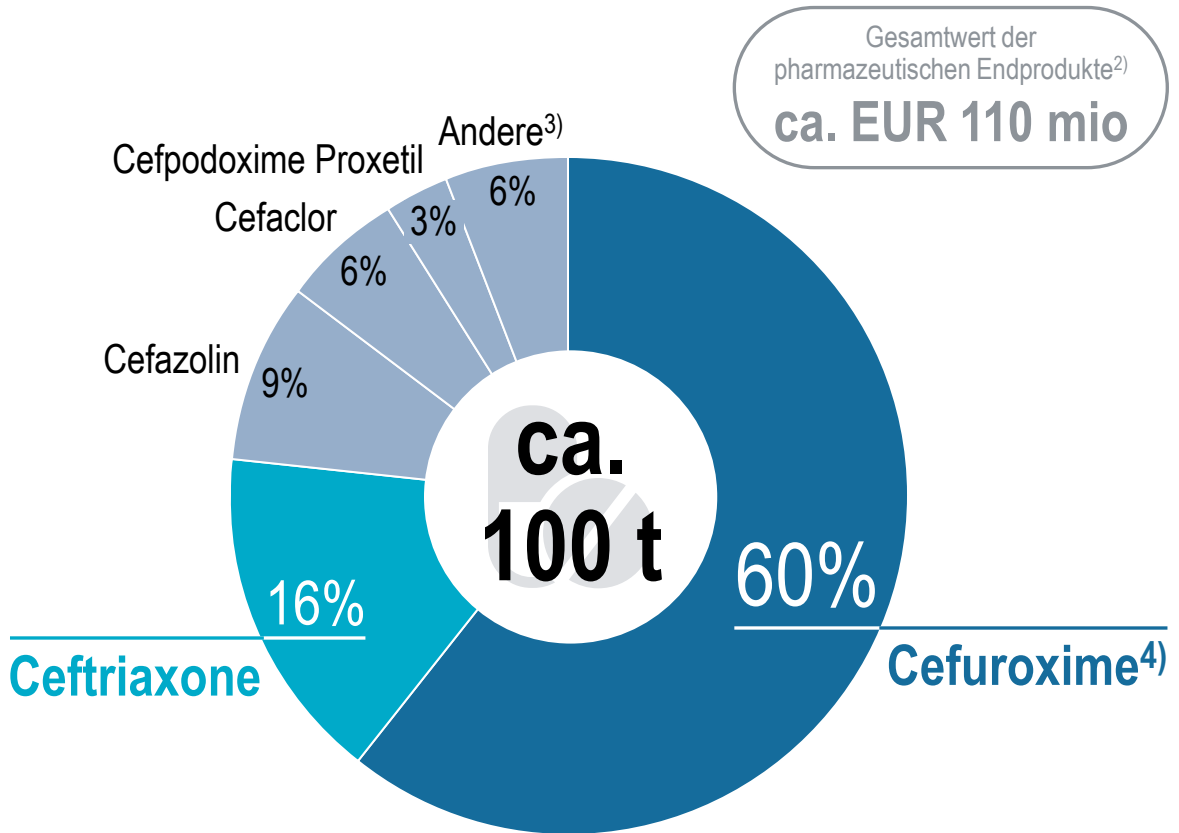 Gesamtwert der
pharmazeutischen Endprodukte2)
ca. EUR 110 mio
Andere3)
6%
Cefpodoxime Proxetil
3%
Cefaclor
6%
Cefazolin
9%
ca.
100 t
60%
Cefuroxime4)
16%
Ceftriaxone